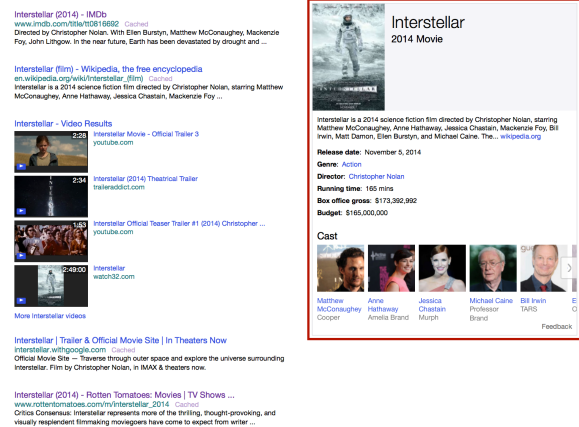 Interstellar (2014) - IMDb
www.imdb.com/title/tt0816692 Cached
Directed by Christopher Nolan. With Ellen Burstyn, Matthew McConaughey, Mackenzie
Foy, John Lithgow. In the near future, Earth has been devastated by drought and ...
Interstellar (film) - Wikipedia, the free encyclopedia
en.wikipedia.org/wiki/Interstellar_(film) Cached
Interstellar is a 2014 science fiction film directed by Christopher Nolan, starring Matthew
McConaughey, Anne Hathaway, Jessica Chastain, Mackenzie Foy ...
Interstellar - Video Results
2:28
Interstellar Movie - Official Trailer 3
youtube.com
2:34
Interstellar (2014) Theatrical Trailer
traileraddict.com
1:53
Interstellar Official Teaser Trailer #1 (2014) Christopher ...
youtube.com
2:49:00
Interstellar
watch32.com
More Interstellar videos
Interstellar | Trailer & Official Movie Site | In Theaters Now
interstellar.withgoogle.com Cached
Official Movie Site — Traverse through outer space and explore the universe surrounding
Interstellar. Film by Christopher Nolan, in IMAX & theaters now.
Interstellar (2014) - Rotten Tomatoes: Movies | TV Shows ...
www.rottentomatoes.com/m/interstellar_2014 Cached
Critics Consensus: Interstellar represents more of the thrilling, thought-provoking, and
visually resplendent filmmaking moviegoers have come to expect from writer ...
INTERSTELLAR
Interstellar
2014 Movie
Interstellar is a 2014 science fiction film directed by Christopher Nolan, starring
Matthew McConaughey, Anne Hathaway, Jessica Chastain, Mackenzie Foy, Bill
Irwin, Matt Damon, Ellen Burstyn, and Michael Caine. The... wikipedia.org
Release date: November 5, 2014
Genre: Action
Director: Christopher Nolan
Running time: 165 mins
Box office gross: $173,392,992
Budget: $165,000,000
Cast
Matthew McConaughey
Cooper
Anne Hathaway
Amelia Brand
Jessica Chastain
Murph
Michael Caine
Professor Brand
Bill Irwin
TARS
Feedback